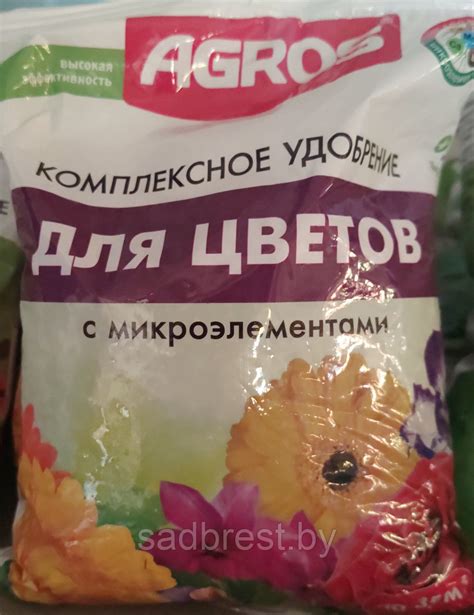 ВЫСОКАЯ
ЭФФЕКТИВНОСТЬ
AGROS
КОМПЛЕКСНОЕ УДОБРЕНИЕ
ДЛЯ ЦВЕТОВ
С МИКРОЭЛЕМЕНТАМИ
sadbrest.by